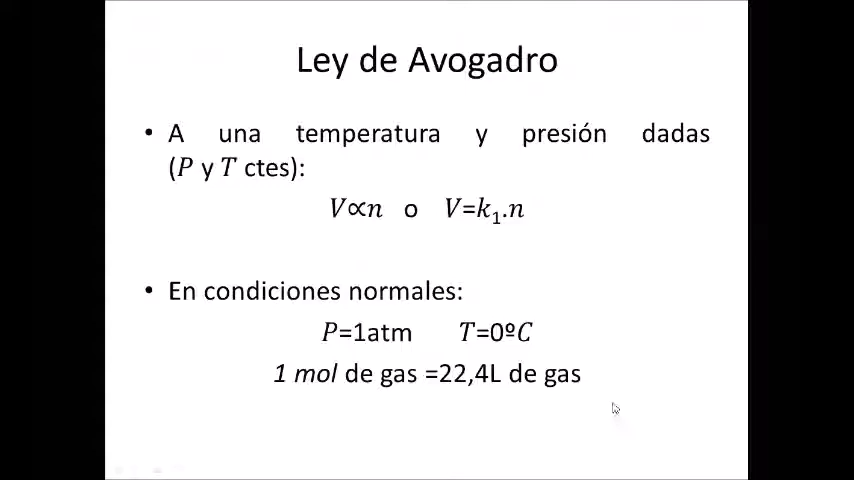 Ley de Avogadro
• A una temperatura y presión dadas
(P y T ctes):
V∝n o V=k₁.n
• En condiciones normales:
P=1atm T=0ºC
1 mol de gas =22,4L de gas